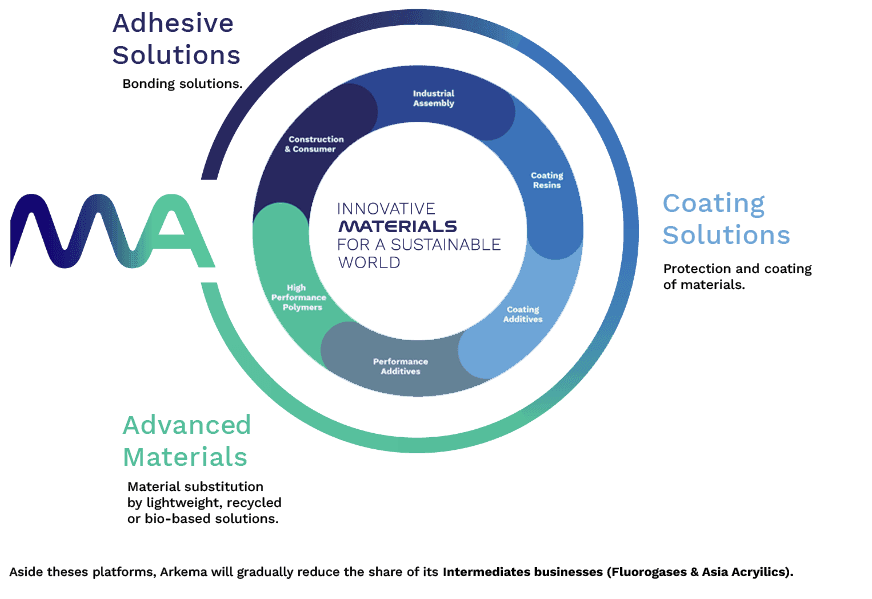 Adhesive
Solutions
Bonding solutions.
Industrial
Assembly
Construction
& Consumer
Coating
Resins
MA
INNOVATIVE
MATERIALS
FOR A SUSTAINABLE
WORLD
Coating
Solutions
Protection and coating
of materials.
High
Performance
Polymers
Coating
Additives
Performance
Additives
Advanced
Materials
Material substitution
by lightweight, recycled
or bio-based solutions.
Aside theses platforms, Arkema will gradually reduce the share of its Intermediates businesses (Fluorogases & Asia Acryilics).